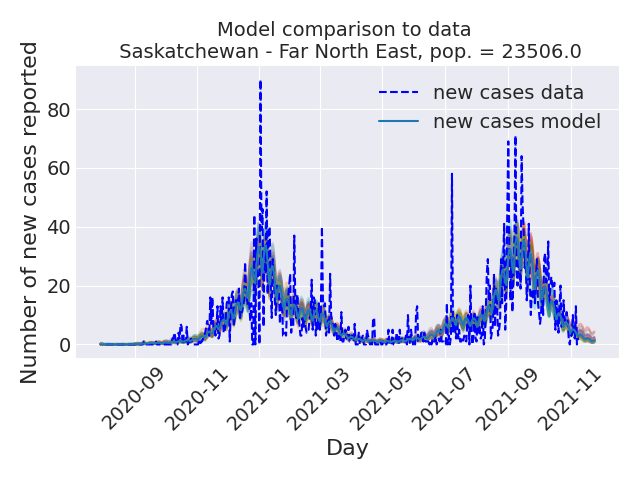 Model comparison to data
Saskatchewan - Far North East, pop. = 23506.0
Number of new cases reported
new cases data
new cases model
80
60
40
20
0
2020-09
2020-11
2021-01
2021-03
2021-05
2021-07
2021-09
2021-11
Day